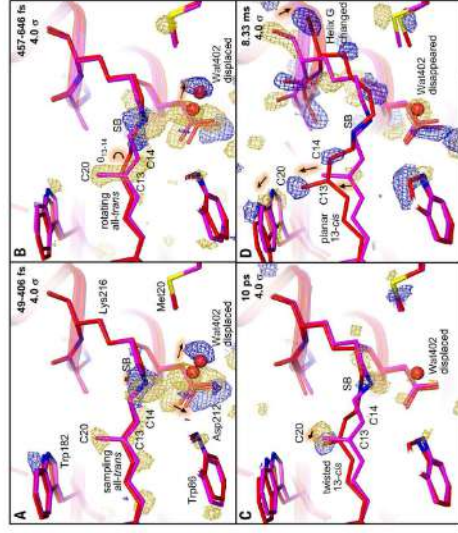 A
49-406 fs
4.0 σ
Trp182
C20
Lys216
sampling
all-trans
SB
C13
C14
Met20
Trp86
Asp212
Wat402
displaced
B
457-646 fs
4.0 σ
C20
Θ13-14
rotating
all-trans
SB
C13
C14
Wat402
displaced
C
10 ps
4.0 σ
C20
twisted
13-cis
SB
C13
C14
Wat402
displaced
D
8.33 ms
4.0 σ
Helix G
changed
C20
C14
C13
planar
13-cis
SB
Wat402
disappeared